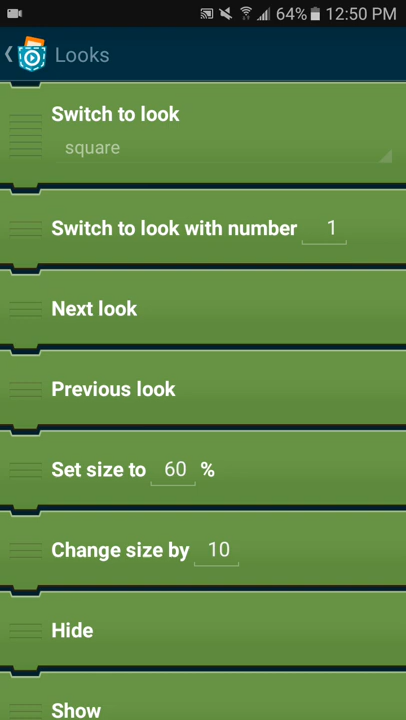 64% 12:50 PM
Looks
Switch to look
square
Switch to look with number 1
Next look
Previous look
Set size to 60 %
Change size by 10
Hide
Show